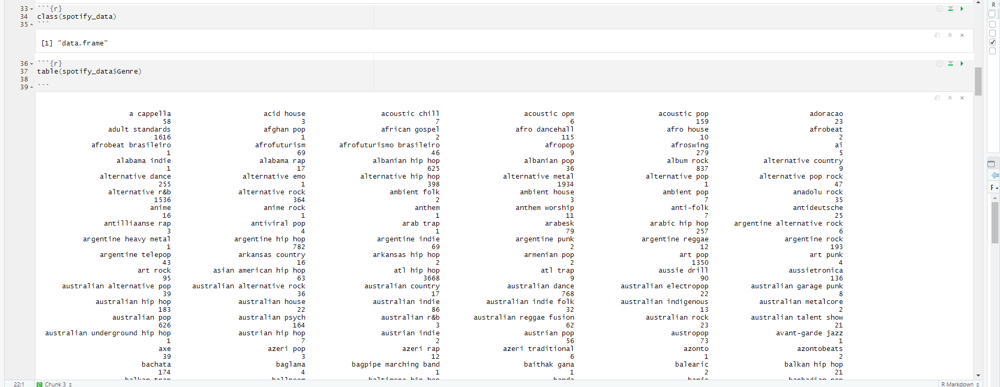 33 ```{r}
34 class(spotify_data)
35 ```
[1] "data.frame"
36 ```{r}
37 table(spotify_data$Genre)
38
39 ```
a cappella acid house acoustic chill acoustic opm acoustic pop adoracao
58 3 7 6 159 23
adult standards afghan pop african gospel afro dancehall afro house afrobeat
1616 1 2 115 10 2
afrobeat brasileiro afrofuturism afrofuturismo brasileiro afropop afroswing ai
1 69 46 9 279 5
alabama indie alabama rap albanian hip hop albanian pop album rock alternative country
1 17 625 36 837 9
alternative dance alternative emo alternative hip hop alternative metal alternative pop alternative pop rock
255 1 398 1934 1 47
alternative r&b alternative rock ambient folk ambient house ambient pop anadolu rock
1536 364 2 3 7 35
anime anime rock anthem anthem worship anti-folk antideutsche
16 1 1 11 7 25
antilliaanse rap antiviral pop arab trap arabesk arabic hip hop argentine alternative rock
3 4 1 79 257 6
argentine heavy metal argentine hip hop argentine indie argentine punk argentine reggae argentine rock
1 782 69 2 12 193
argentine telepop arkansas country arkansas hip hop armenian pop art pop art punk
43 16 2 2 1350 4
art rock asian american hip hop atl hip hop atl trap aussie drill aussietronica
95 63 3668 9 90 136
australian alternative pop australian alternative rock australian country australian dance australian electropop australian garage punk
39 36 17 768 22 8
australian hip hop australian house australian indie australian indie folk australian indigenous australian metalcore
183 22 86 32 13 2
australian pop australian psych australian r&b australian reggae fusion australian rock australian talent show
626 164 3 62 23 21
australian underground hip hop austrian hip hop austrian indie austrian pop austropop avant-garde jazz
1 7 2 56 73 1
axe azeri pop azeri rap azeri traditional azonto azontobeats
39 3 12 6 1 2
bachata baglama bagpipe marching band baithak gana balearic balkan hip hop
174 4 1 1 2 21
balkan trap ballroom baltimore hip hop banda banjo barbadian pop
22:1 Chunk 3 R Markdown
R